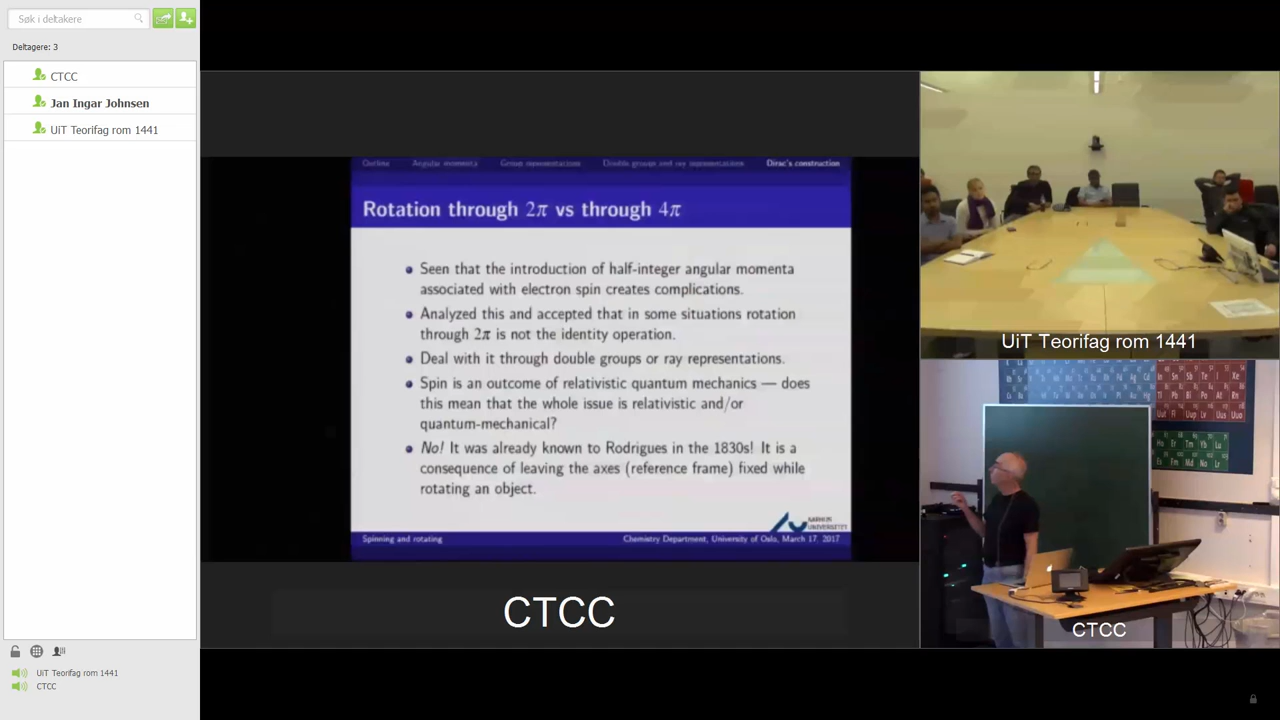 Søk i deltakere
Deltagere: 3
CTCC
Jan Ingar Johnsen
UiT Teorifag rom 1441
UiT Teorifag rom 1441
CTCC
Outline Angular momenta Group representations Double groups and ray representations Dirac's construction
Rotation through 2π vs through 4π
Seen that the introduction of half-integer angular momenta
associated with electron spin creates complications.
Analyzed this and accepted that in some situations rotation
through 2π is not the identity operation.
Deal with it through double groups or ray representations.
Spin is an outcome of relativistic quantum mechanics — does
this mean that the whole issue is relativistic and/or
quantum-mechanical?
No! It was already known to Rodrigues in the 1830s! It is a
consequence of leaving the axes (reference frame) fixed while
rotating an object.
AARHUS
UNIVERSITET
Spinning and rotating Chemistry Department, University of Oslo, March 17, 2017
CTCC
UiT Teorifag rom 1441
CTCC